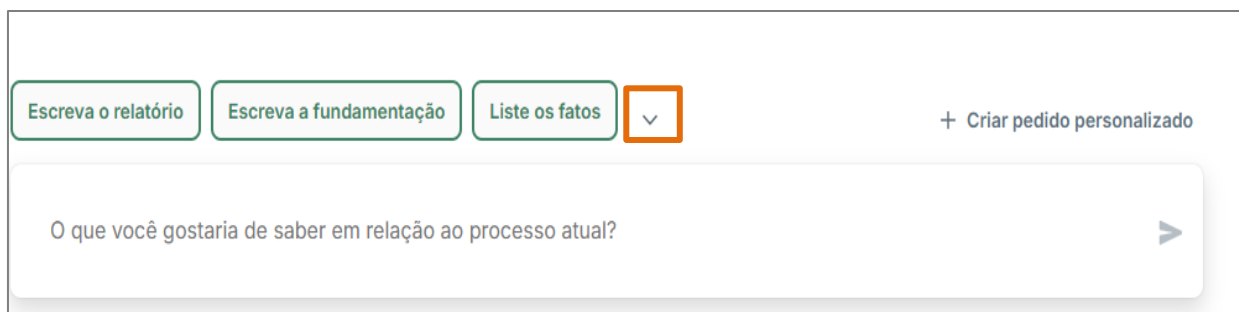 Escreva o relatório
Escreva a fundamentação
Liste os fatos
+ Criar pedido personalizado
O que você gostaria de saber em relação ao processo atual?